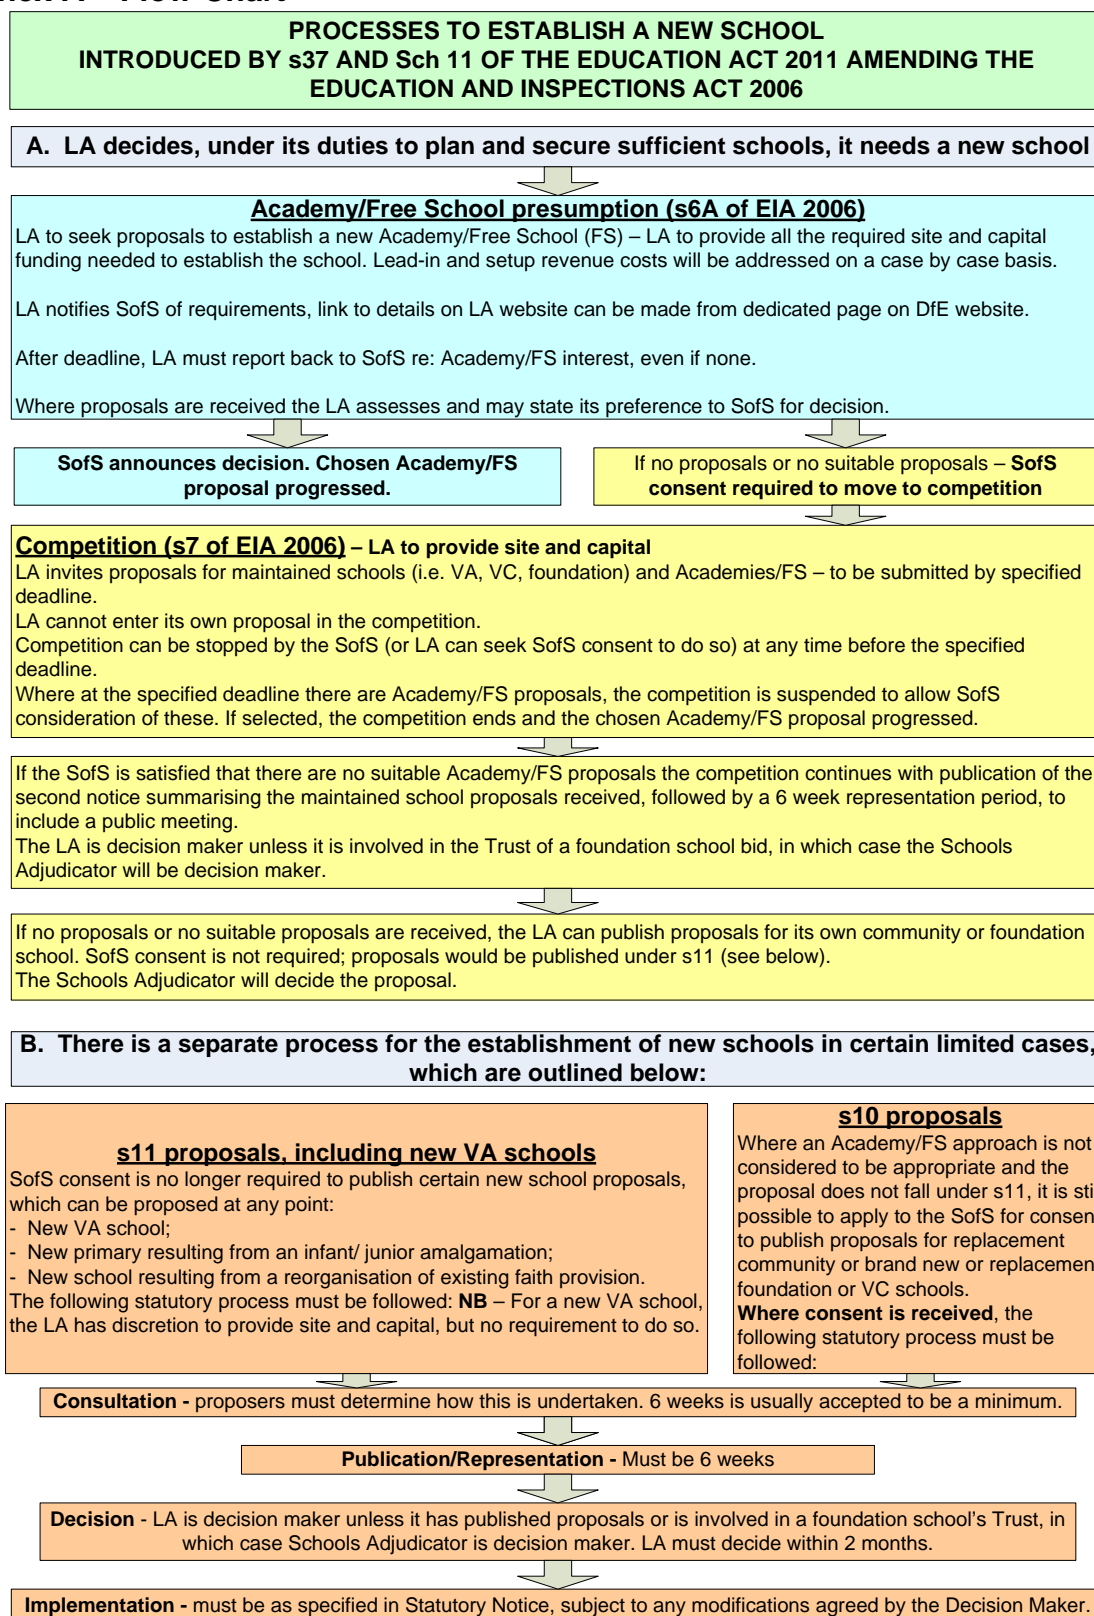 PROCESSES TO ESTABLISH A NEW SCHOOL
INTRODUCED BY s37 AND Sch 11 OF THE EDUCATION ACT 2011 AMENDING THE
EDUCATION AND INSPECTIONS ACT 2006
A. LA decides, under its duties to plan and secure sufficient schools, it needs a new school
Academy/Free School presumption (s6A of EIA 2006)
LA to seek proposals to establish a new Academy/Free School (FS) – LA to provide all the required site and capital
funding needed to establish the school. Lead-in and setup revenue costs will be addressed on a case by case basis.
LA notifies SofS of requirements, link to details on LA website can be made from dedicated page on DfE website.
After deadline, LA must report back to SofS re: Academy/FS interest, even if none.
Where proposals are received the LA assesses and may state its preference to SofS for decision.
SofS announces decision. Chosen Academy/FS
proposal progressed.
If no proposals or no suitable proposals – SofS
consent required to move to competition
Competition (s7 of EIA 2006) – LA to provide site and capital
LA invites proposals for maintained schools (i.e. VA, VC, foundation) and Academies/FS – to be submitted by specified
deadline.
LA cannot enter its own proposal in the competition.
Competition can be stopped by the SofS (or LA can seek SofS consent to do so) at any time before the specified
deadline.
Where at the specified deadline there are Academy/FS proposals, the competition is suspended to allow SofS
consideration of these. If selected, the competition ends and the chosen Academy/FS proposal progressed.
If the SofS is satisfied that there are no suitable Academy/FS proposals the competition continues with publication of the
second notice summarising the maintained school proposals received, followed by a 6 week representation period, to
include a public meeting.
The LA is decision maker unless it is involved in the Trust of a foundation school bid, in which case the Schools
Adjudicator will be decision maker.
If no proposals or no suitable proposals are received, the LA can publish proposals for its own community or foundation
school. SofS consent is not required; proposals would be published under s11 (see below).
The Schools Adjudicator will decide the proposal.
B. There is a separate process for the establishment of new schools in certain limited cases,
which are outlined below:
s11 proposals, including new VA schools
SofS consent is no longer required to publish certain new school proposals,
which can be proposed at any point:
- New VA school;
- New primary resulting from an infant/ junior amalgamation;
- New school resulting from a reorganisation of existing faith provision.
The following statutory process must be followed: NB – For a new VA school,
the LA has discretion to provide site and capital, but no requirement to do so.
s10 proposals
Where an Academy/FS approach is not
considered to be appropriate and the
proposal does not fall under s11, it is
possible to apply to the SofS for
to publish proposals for replacement
community or brand new or
foundation or VC schools.
Where consent is received, the
following statutory process must be
followed:
Consultation - proposers must determine how this is undertaken. 6 weeks is usually accepted to be a minimum.
Publication/Representation - Must be 6 weeks
Decision - LA is decision maker unless it has published proposals or is involved in a foundation school's Trust, in
which case Schools Adjudicator is decision maker. LA must decide within 2 months.
Implementation - must be as specified in Statutory Notice, subject to any modifications agreed by the Decision Maker.